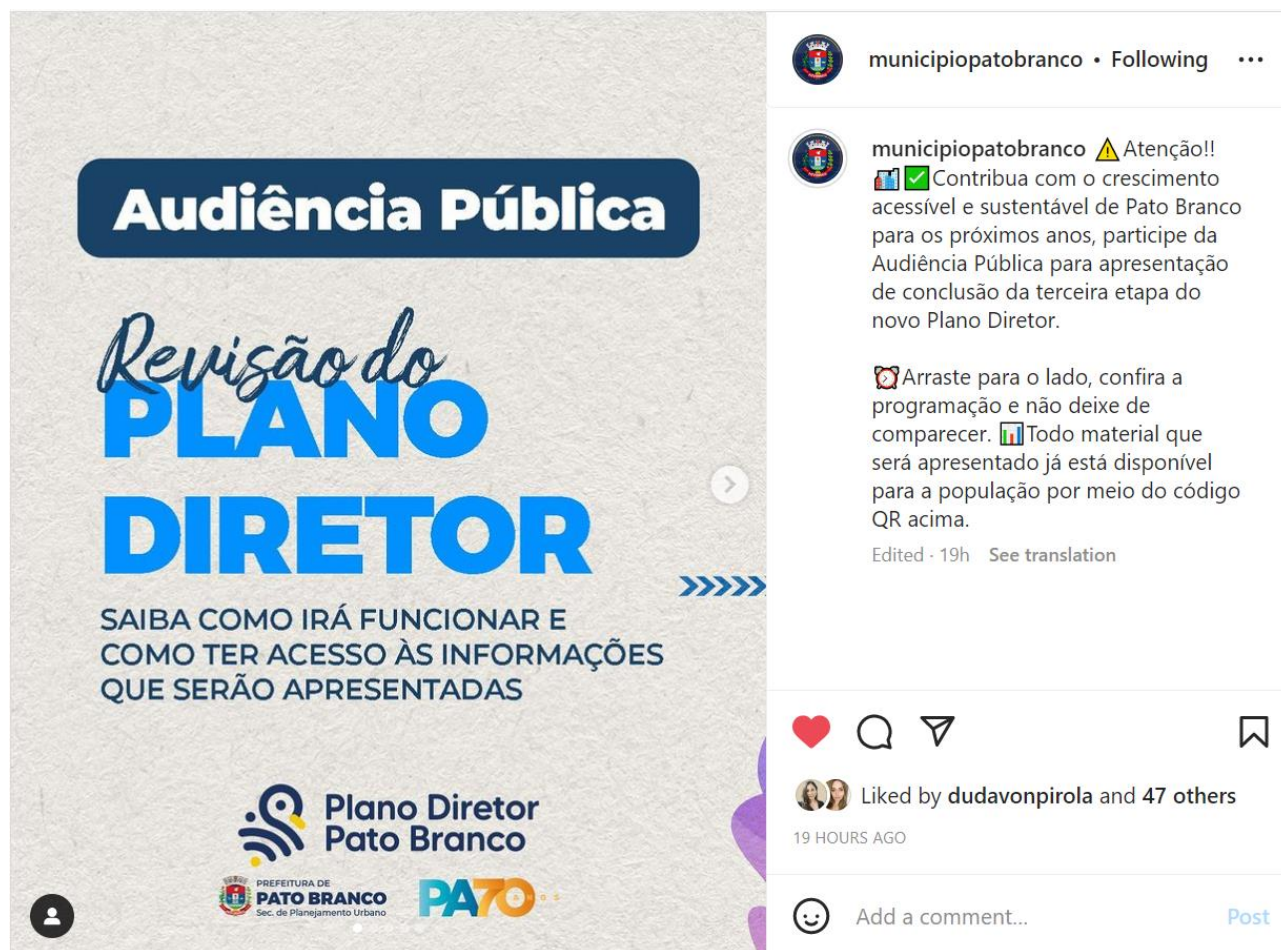 Audiência Pública
Revisão do
PLANO
DIRETOR
SAIBA COMO IRÁ FUNCIONAR E
COMO TER ACESSO ÀS INFORMAÇÕES
QUE SERÃO APRESENTADAS
Plano Diretor
Pato Branco
PREFEITURA DE
PATO BRANCO
Sec. de Planejamento Urbano
PA70
ANOS
municipiopatobranco • Following
municipiopatobranco ⚠️Atenção!!
🏙️✅Contribua com o crescimento
acessível e sustentável de Pato Branco
para os próximos anos, participe da
Audiência Pública para apresentação
de conclusão da terceira etapa do
novo Plano Diretor.
⏰Arraste para o lado, confira a
programação e não deixe de
comparecer. 📊Todo material que
será apresentado já está disponível
para a população por meio do código
QR acima.
Edited · 19h See translation
Liked by dudavonpirola and 47 others
19 HOURS AGO
Add a comment... Post